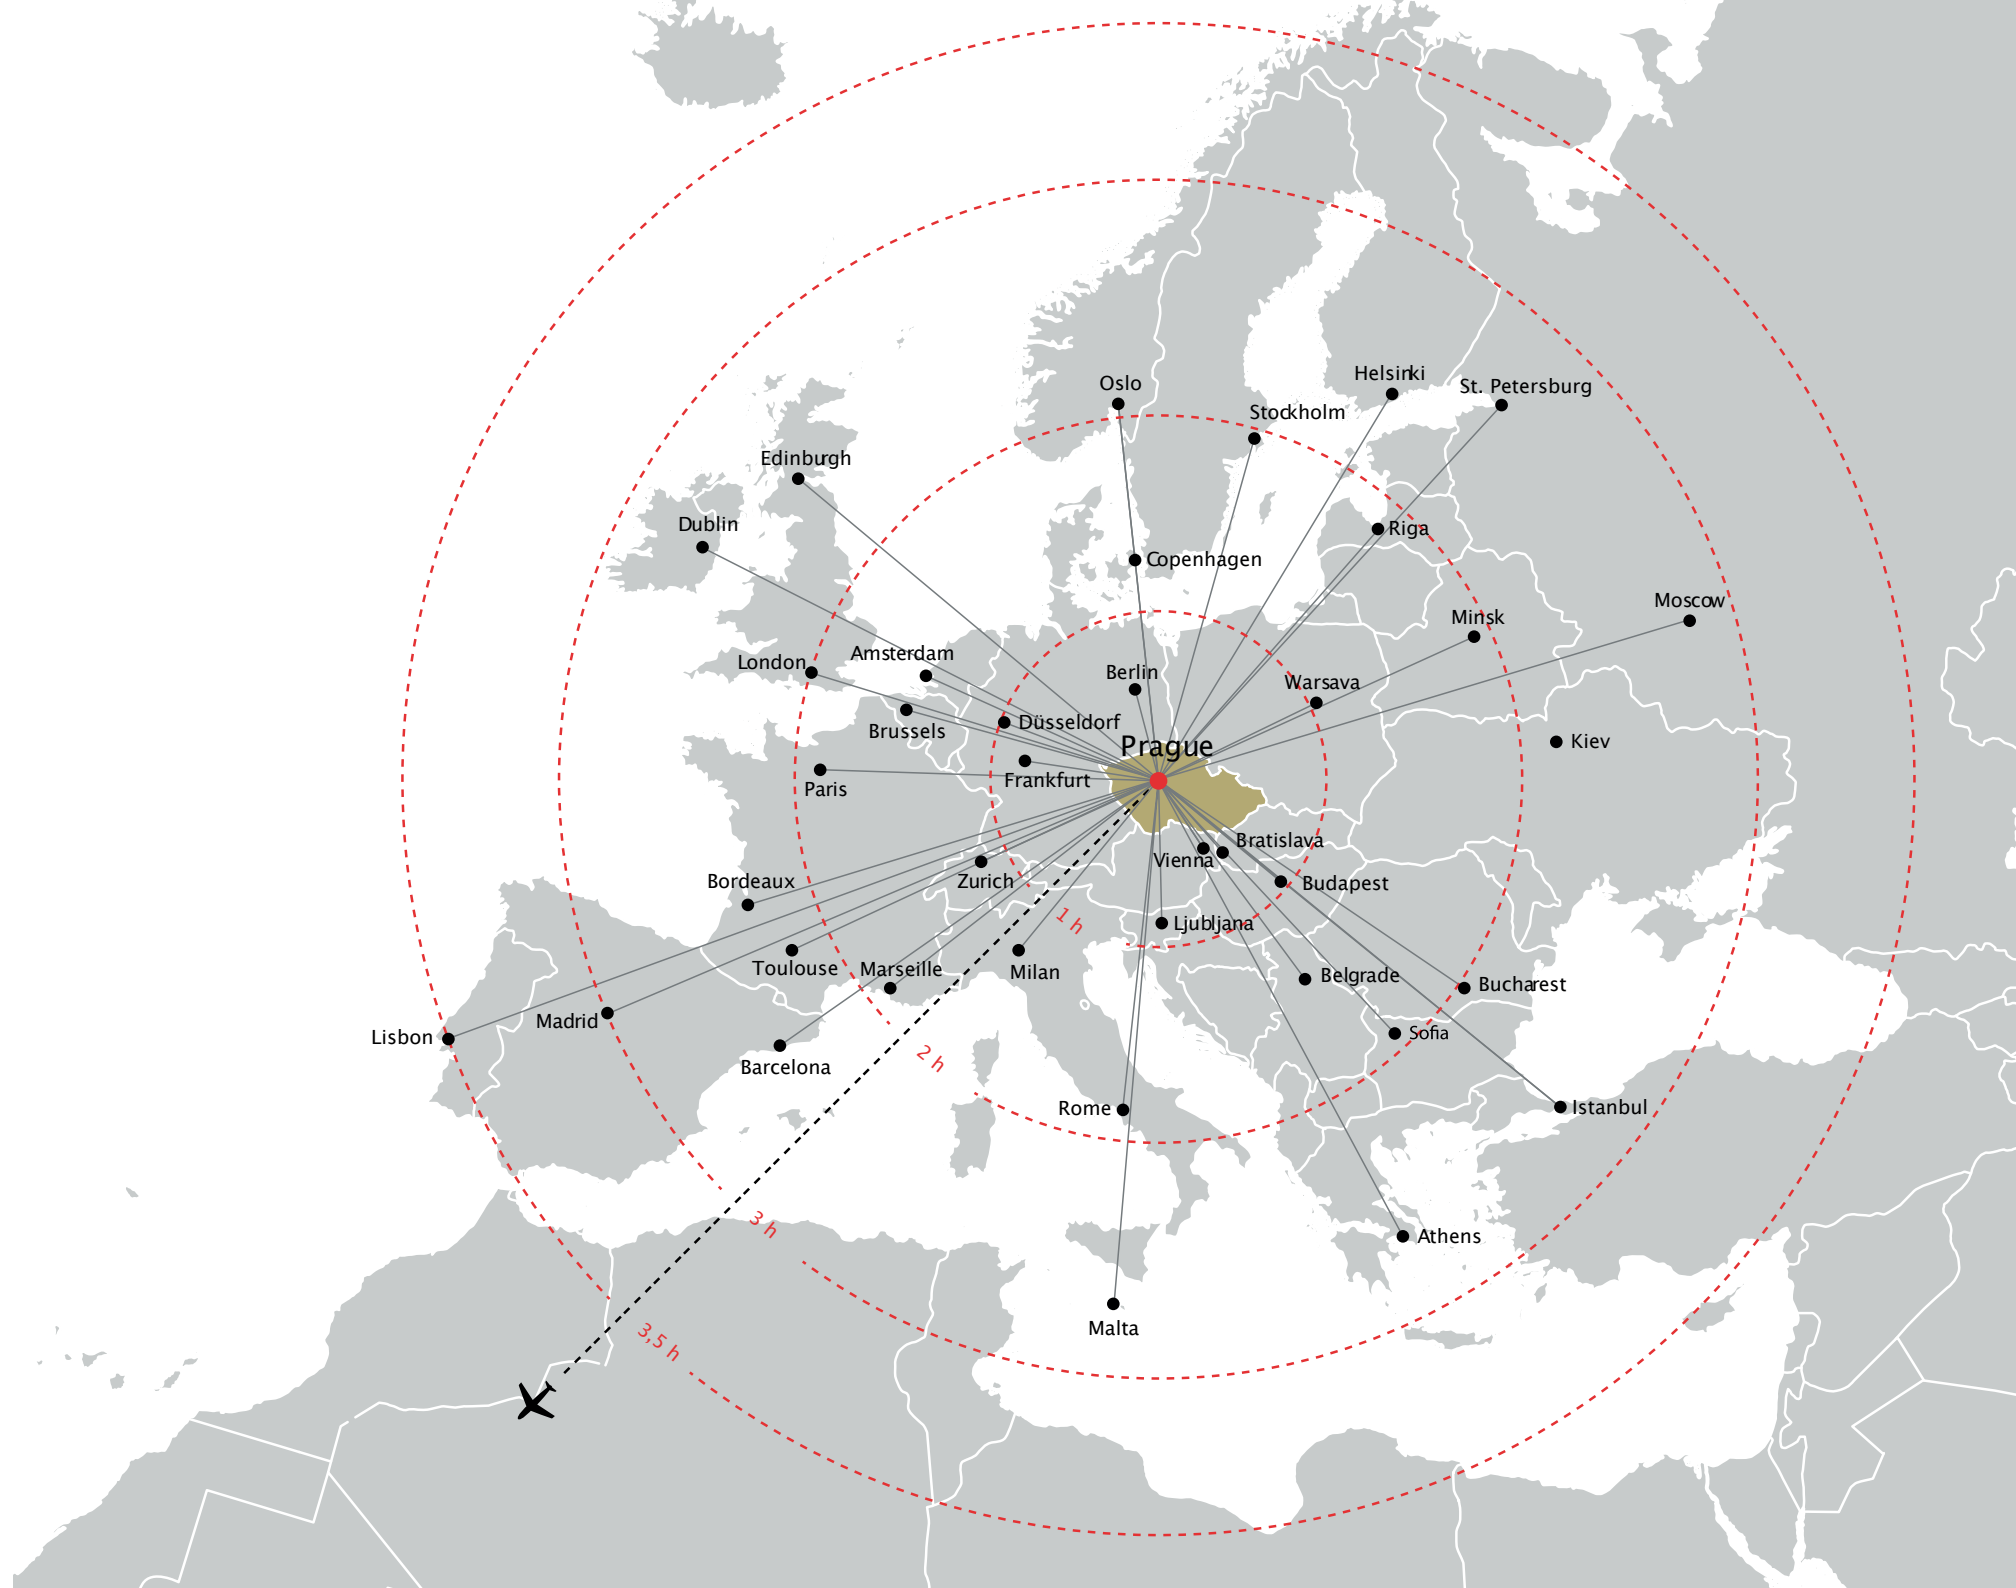 Oslo
Helsinki
St. Petersburg
Stockholm
Edinburgh
Dublin
Riga
Copenhagen
Moscow
Minsk
London
Amsterdam
Berlin
Warsava
Brussels
Düsseldorf
Prague
Kiev
Paris
Frankfurt
Bratislava
Vienna
Bordeaux
Zurich
Budapest
1 h
Ljubljana
Toulouse
Marseille
Milan
Belgrade
Bucharest
Lisbon
Madrid
Sofia
2 h
Barcelona
Rome
Istanbul
3 h
Athens
Malta
3,5 h